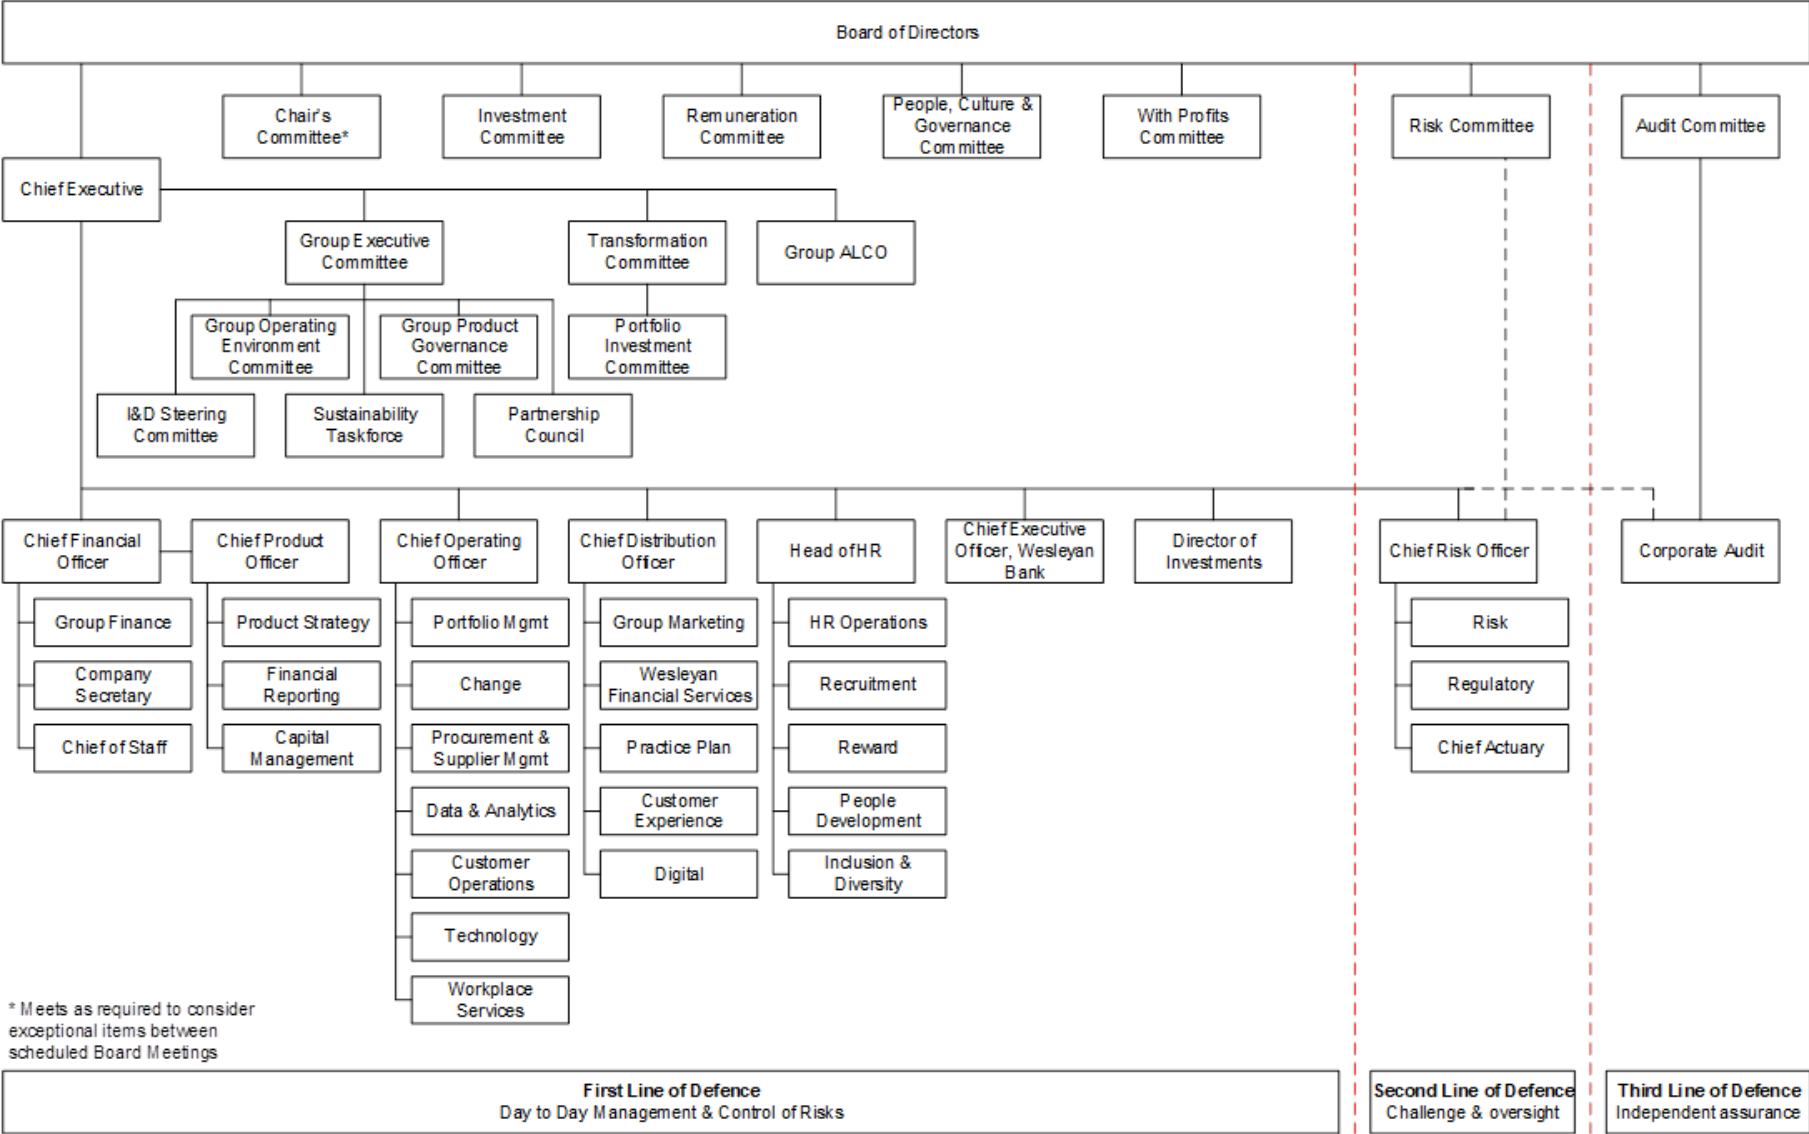 Board of Directors
Chair's
Committee*
Investment
Committee
Remuneration
Committee
People, Culture &
Governance
Committee
With Profits
Committee
Risk Committee
Audit Committee
Chief Executive
Group Executive
Committee
Transformation
Committee
Group ALCO
Group Operating
Environment
Committee
Group Product
Governance
Committee
Portfolio
Investment
Committee
I&D Steering
Committee
Sustainability
Taskforce
Partnership
Council
Chief Financial
Officer
Chief Product
Officer
Chief Operating
Officer
Chief Distribution
Officer
Head of HR
Chief Executive
Officer, Wesleyan
Bank
Director of
Investments
Chief Risk Officer
Corporate Audit
Group Finance
Company
Secretary
Chief of Staff
Product Strategy
Financial
Reporting
Capital
Management
Portfolio Mgmt
Change
Procurement &
Supplier Mgmt
Data & Analytics
Customer
Operations
Technology
Workplace
Services
Group Marketing
Wesleyan
Financial Services
Practice Plan
Customer
Experience
Digital
HR Operations
Recruitment
Reward
People
Development
Inclusion &
Diversity
Risk
Regulatory
Chief Actuary
* Meets as required to consider
exceptional items between
scheduled Board Meetings
First Line of Defence
Day to Day Management & Control of Risks
Second Line of Defence
Challenge & oversight
Third Line of Defence
Independent assurance